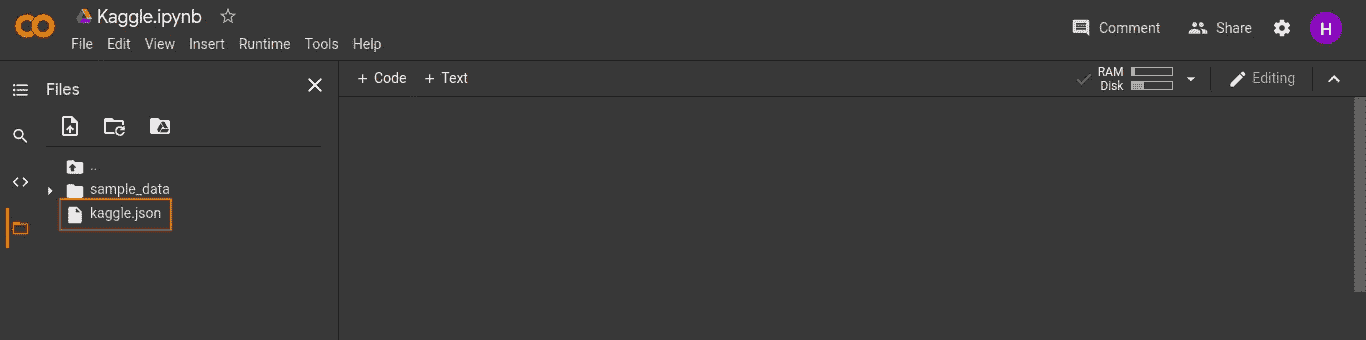 Kaggle.ipynb
File Edit View Insert Runtime Tools Help
Comment Share H
Files
+ Code + Text
RAM
Disk
Editing
..
sample_data
kaggle.json